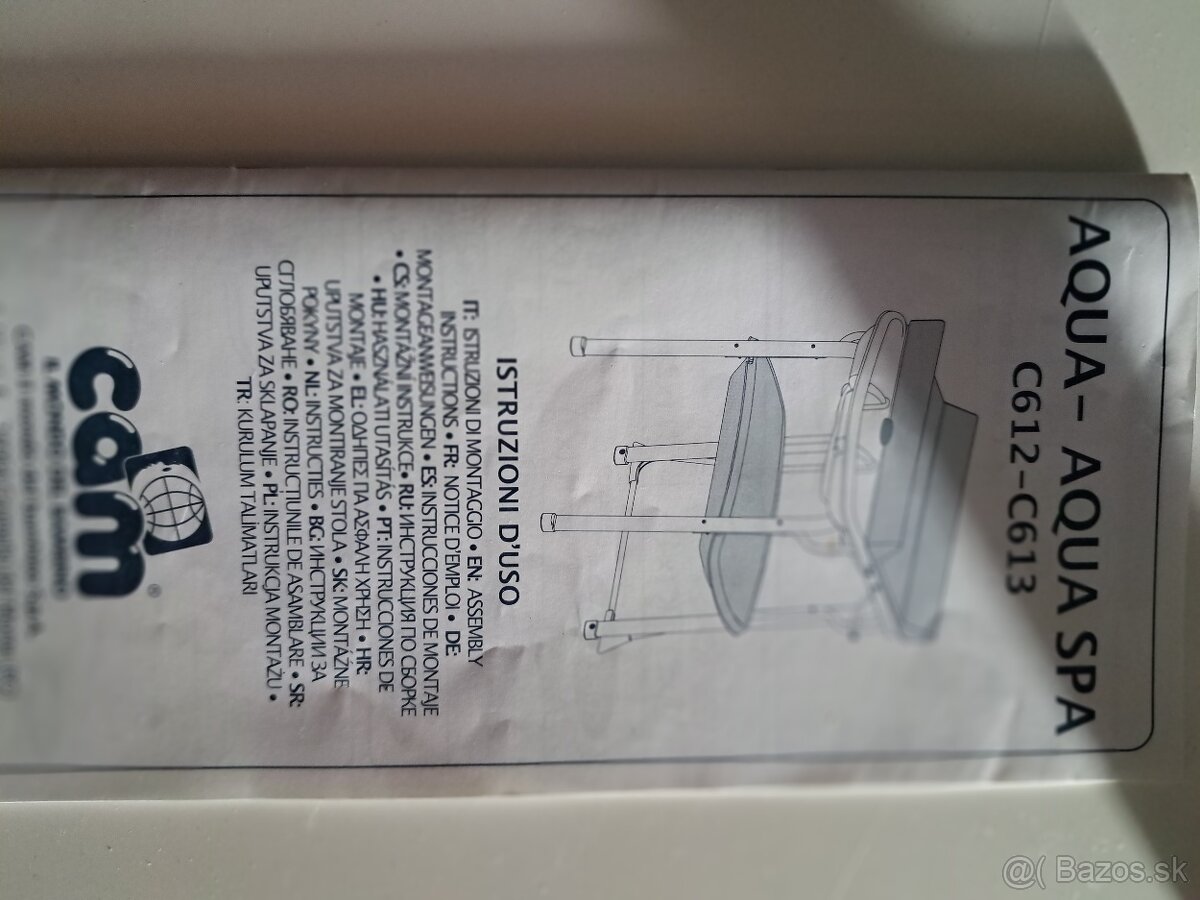 AQUA- AQUA SPA
C612-C613
ISTRUZIONI D'USO
IT: ISTRUZIONI DI MONTAGGIO • EN: ASSEMBLY
INSTRUCTIONS • FR: NOTICE D'EMPLOI • DE:
MONTAGEANWEISUNGEN • ES: INSTRUCCIONES DE MONTAJE
• CS: MONTÁŽNÍ INSTRUKCE • RU: ИНСТРУКЦИЯ ПО СБОРКЕ
• HU: HASZNÁLATI UTASÍTÁS • PT: INSTRUCCIONES DE
MONTAJE • EL: ΟΔΗΓΙΕΣ ΓΙΑ ΑΣΦΑΛΗ ΧΡΗΣΗ • HR:
UPUTSTVA ZA MONTIRANJE STOLA • SK: MONTÁŽNE
POKYNY • NL: INSTRUCTIES • BG: ИНСТРУКЦИИ ЗА
СГЛОБЯВАНЕ • RO: INSTRUCTIUNILE DE ASAMBLARE • SR:
UPUTSTVA ZA SKLAPANJE • PL: INSTRUKCJA MONTAŻU •
TR: KURULUM TALİMATLARI
cam ®
@( Bazos.sk